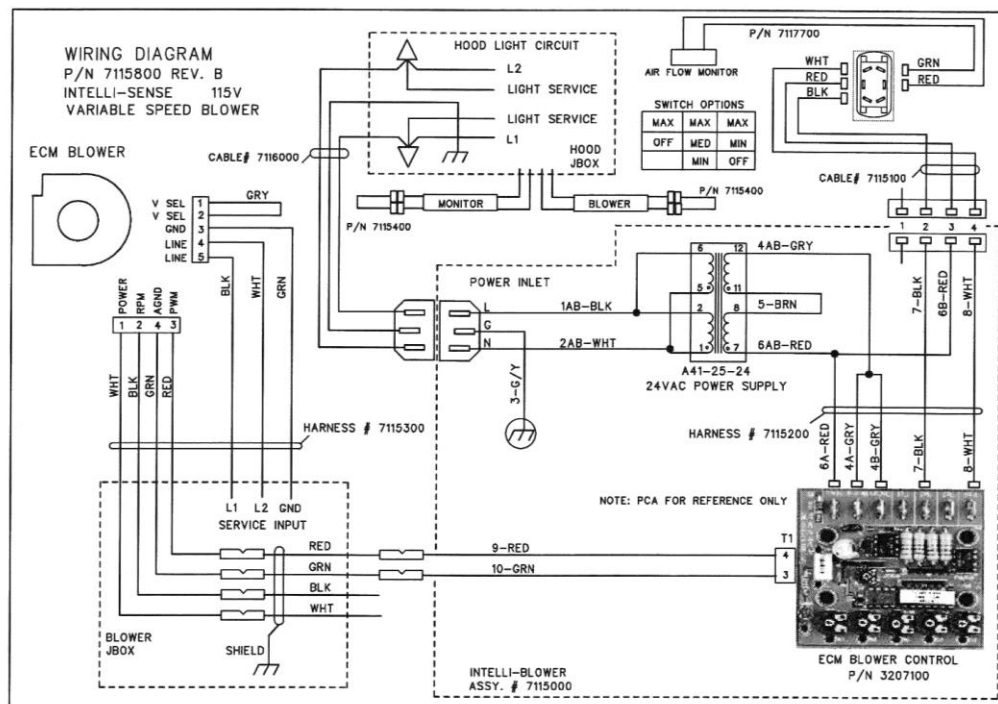 WIRING DIAGRAM
P/N 7115800 REV. B
INTELLI-SENSE 115V
VARIABLE SPEED BLOWER
ECM BLOWER
HOOD LIGHT CIRCUIT
L2
LIGHT SERVICE
LIGHT SERVICE
L1
HOOD
JBOX
CABLE# 7116000
MONITOR
BLOWER
P/N 7115400
P/N 7115400
P/N 7117700
AIR FLOW MONITOR
SWITCH OPTIONS
MAX MAX MAX
OFF MED MIN
MIN OFF
WHT
RED
BLK
GRN
RED
CABLE# 7115100
1 2 3 4
7-BLK
6B-RED
8-WHT
V SEL 1
V SEL 2
GND 3
LINE 4
LINE 5
GRY
BLK
WHT
GRN
POWER
RPM
AGND
PWM
1 2 4 3
WHT
BLK
GRN
RED
HARNESS # 7115300
POWER INLET
L
G
N
1AB-BLK
2AB-WHT
3-G/Y
6 12
5 11
2 8
1 7
4AB-GRY
5-BRN
6AB-RED
A41-25-24
24VAC POWER SUPPLY
HARNESS # 7115200
6A-RED
4A-GRY
4B-GRY
7-BLK
8-WHT
NOTE: PCA FOR REFERENCE ONLY
L1 L2 GND
SERVICE INPUT
RED
GRN
BLK
WHT
9-RED
10-GRN
T1
4
3
BLOWER
JBOX
SHIELD
INTELLI-BLOWER
ASSY. # 7115000
ECM BLOWER CONTROL
P/N 3207100